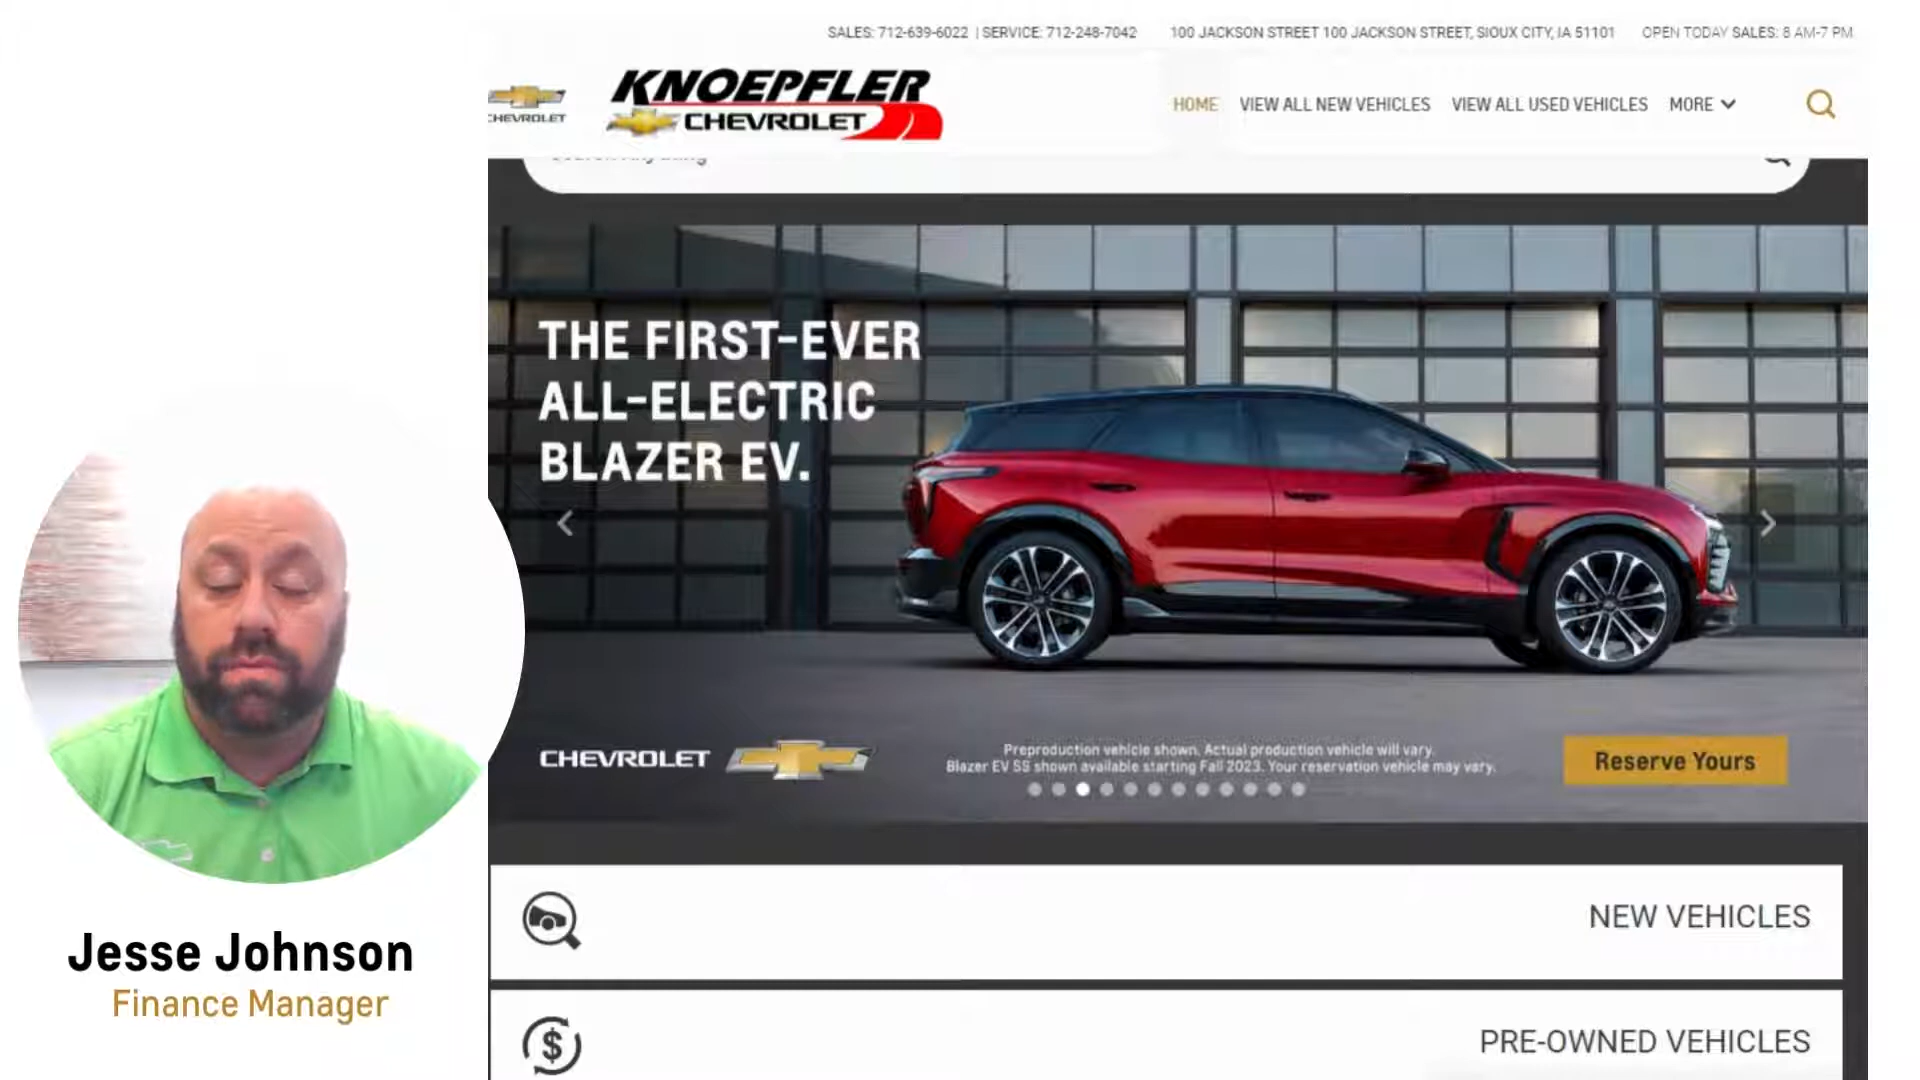 SALES: 712-639-6022 | SERVICE: 712-248-7042
100 JACKSON STREET 100 JACKSON STREET, SIOUX CITY, IA 51101
OPEN TODAY SALES: 8 AM-7 PM
CHEVROLET
KNOEPFLER
CHEVROLET
HOME
VIEW ALL NEW VEHICLES
VIEW ALL USED VEHICLES
MORE
THE FIRST-EVER
ALL-ELECTRIC
BLAZER EV.
CHEVROLET
Preproduction vehicle shown. Actual production vehicle will vary.
Blazer EV SS shown available starting Fall 2023. Your reservation vehicle may vary.
Reserve Yours
NEW VEHICLES
PRE-OWNED VEHICLES
Jesse Johnson
Finance Manager